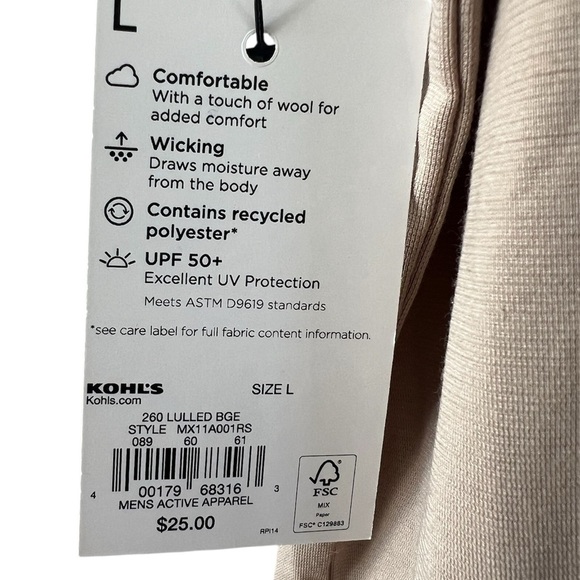 L
Comfortable
With a touch of wool for
added comfort
Wicking
Draws moisture away
from the body
Contains recycled
polyester*
UPF 50+
Excellent UV Protection
Meets ASTM D9619 standards
*see care label for full fabric content information.
KOHL'S
Kohls.com
SIZE L
260 LULLED BGE
STYLE MX11A001RS
089 60 61
4 00179 68316 3
MENS ACTIVE APPAREL
$25.00
RPI14
FSC
MIX
Paper
FSC® C129883